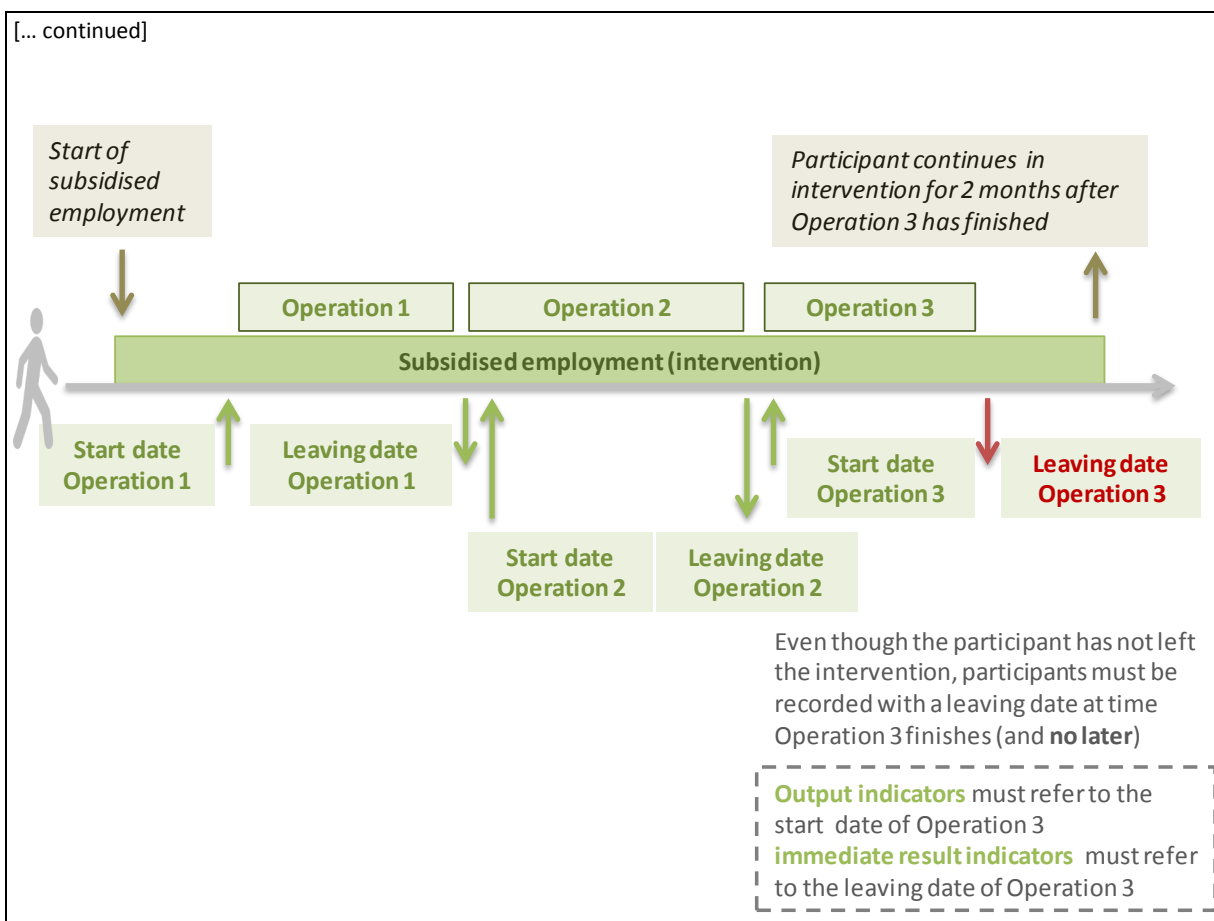 [... continued]
Start of
subsidised
employment
Participant continues in
intervention for 2 months after
Operation 3 has finished
Operation 1
Operation 2
Operation 3
Subsidised employment (intervention)
Start date
Operation 1
Leaving date
Operation 1
Start date
Operation 3
Leaving date
Operation 3
Start date
Operation 2
Leaving date
Operation 2
Even though the participant has not left
the intervention, participants must be
recorded with a leaving date at time
Operation 3 finishes (and no later)
Output indicators must refer to the
start date of Operation 3
immediate result indicators must refer
to the leaving date of Operation 3